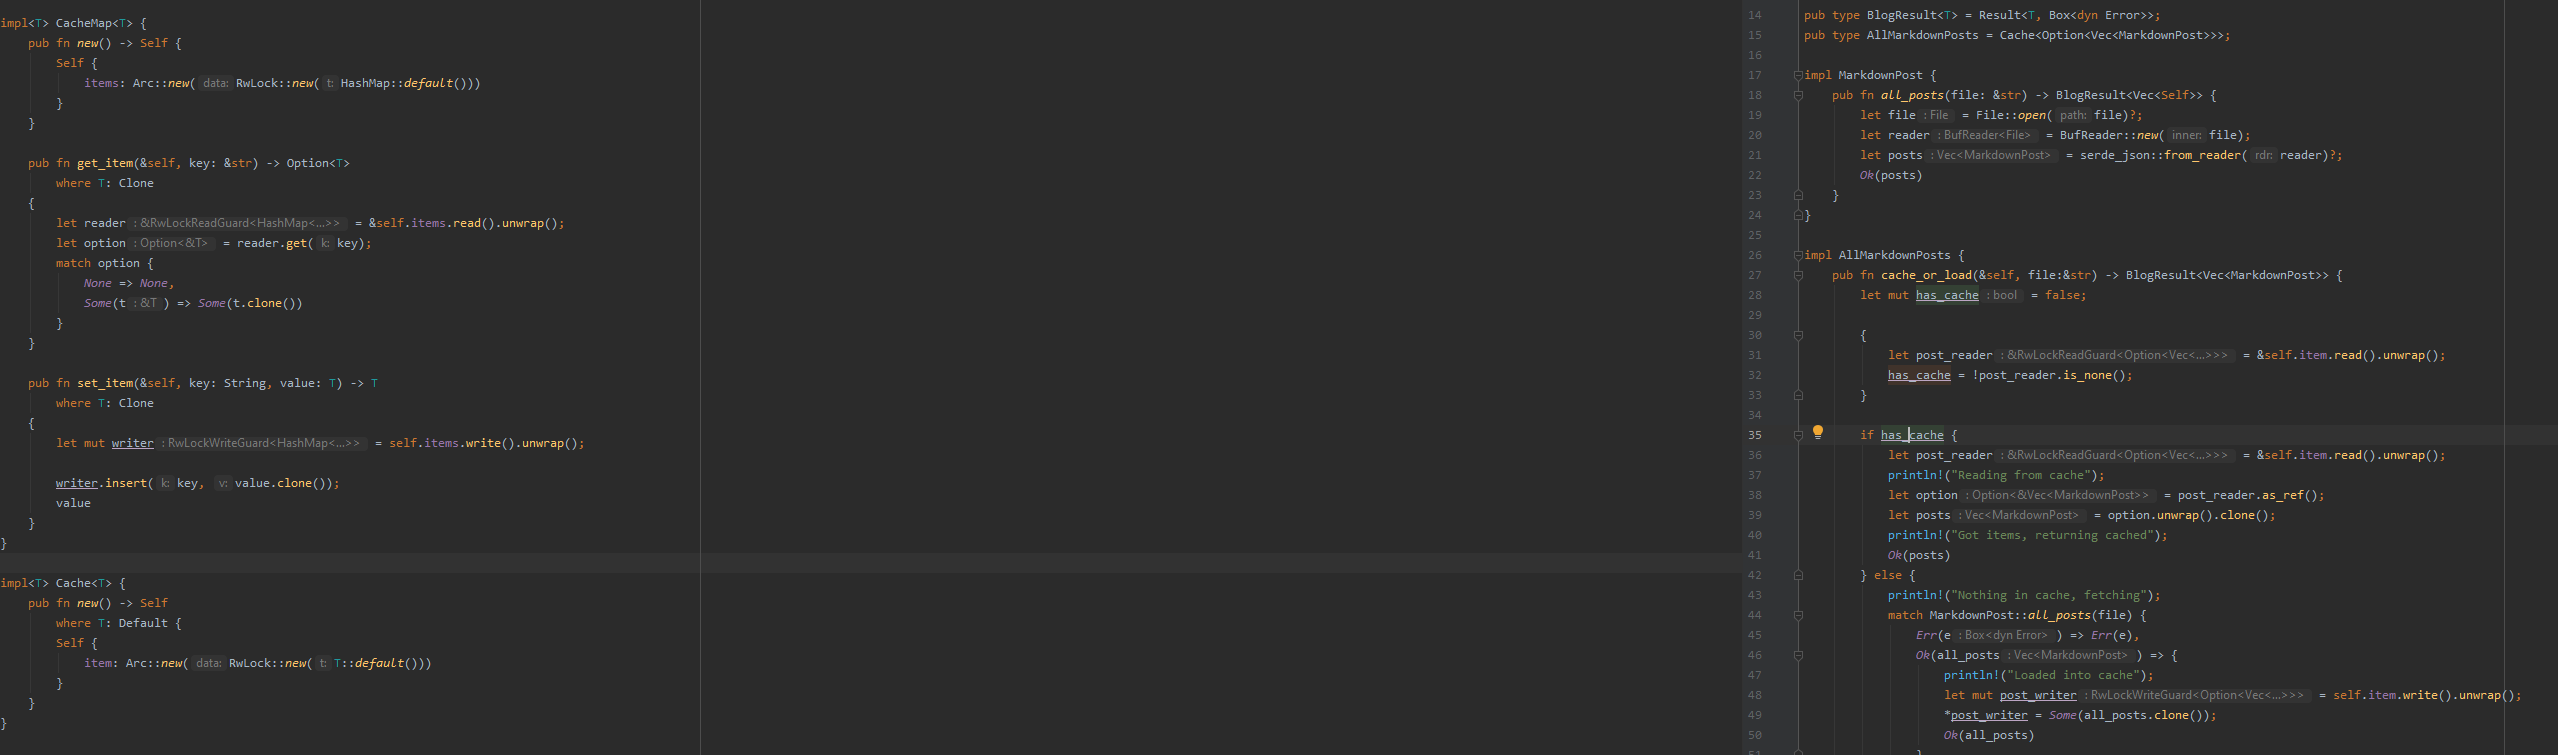 impl<T> CacheMap<T> {
pub fn new() -> Self {
Self {
items: Arc::new( data: RwLock::new( t: HashMap::default()))
}
}
pub fn get_item(&self, key: &str) -> Option<T>
where T: Clone
{
let reader : &RwLockReadGuard<HashMap<...>> = &self.items.read().unwrap();
let option : Option<&T> = reader.get( k: key);
match option {
None => None,
Some(t : &T ) => Some(t.clone())
}
}
pub fn set_item(&self, key: String, value: T) -> T
where T: Clone
{
let mut writer : RwLockWriteGuard<HashMap<...>> = self.items.write().unwrap();
writer.insert( k: key, v: value.clone());
value
}
}
impl<T> Cache<T> {
pub fn new() -> Self
where T: Default {
Self {
item: Arc::new( data: RwLock::new( t: T::default()))
}
}
}
14 pub type BlogResult<T> = Result<T, Box<dyn Error>>;
15 pub type AllMarkdownPosts = Cache<Option<Vec<MarkdownPost>>>;
16
17 impl MarkdownPost {
18 pub fn all_posts(file: &str) -> BlogResult<Vec<Self>> {
19 let file : File = File::open( path: file)?;
20 let reader : BufReader<File> = BufReader::new( inner: file);
21 let posts : Vec<MarkdownPost> = serde_json::from_reader( rdr: reader)?;
22 Ok(posts)
23 }
24 }
25
26 impl AllMarkdownPosts {
27 pub fn cache_or_load(&self, file:&str) -> BlogResult<Vec<MarkdownPost>> {
28 let mut has_cache : bool = false;
29
30 {
31 let post_reader : &RwLockReadGuard<Option<Vec<...>>> = &self.item.read().unwrap();
32 has_cache = !post_reader.is_none();
33 }
34
35 if has_cache {
36 let post_reader : &RwLockReadGuard<Option<Vec<...>>> = &self.item.read().unwrap();
37 println!("Reading from cache");
38 let option : Option<&Vec<MarkdownPost>> = post_reader.as_ref();
39 let posts : Vec<MarkdownPost> = option.unwrap().clone();
40 println!("Got items, returning cached");
41 Ok(posts)
42 } else {
43 println!("Nothing in cache, fetching");
44 match MarkdownPost::all_posts(file) {
45 Err(e : Box<dyn Error> ) => Err(e),
46 Ok(all_posts : Vec<MarkdownPost> ) => {
47 println!("Loaded into cache");
48 let mut post_writer : RwLockWriteGuard<Option<Vec<...>>> = self.item.write().unwrap();
49 *post_writer = Some(all_posts.clone());
50 Ok(all_posts)
51 }